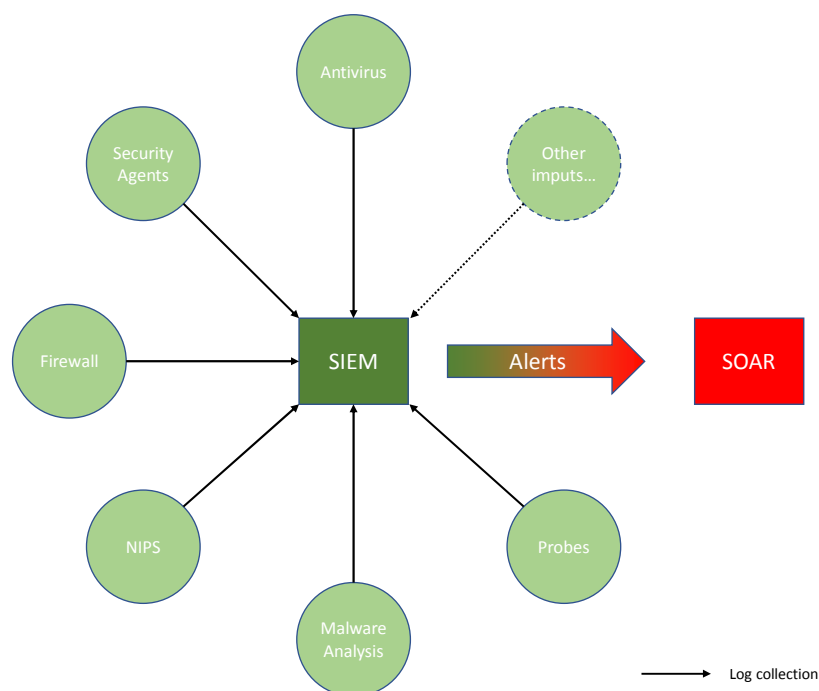 Antivirus
Security
Agents
Other
imputs...
Firewall
SIEM
Alerts
SOAR
NIPS
Probes
Malware
Analysis
Log collection